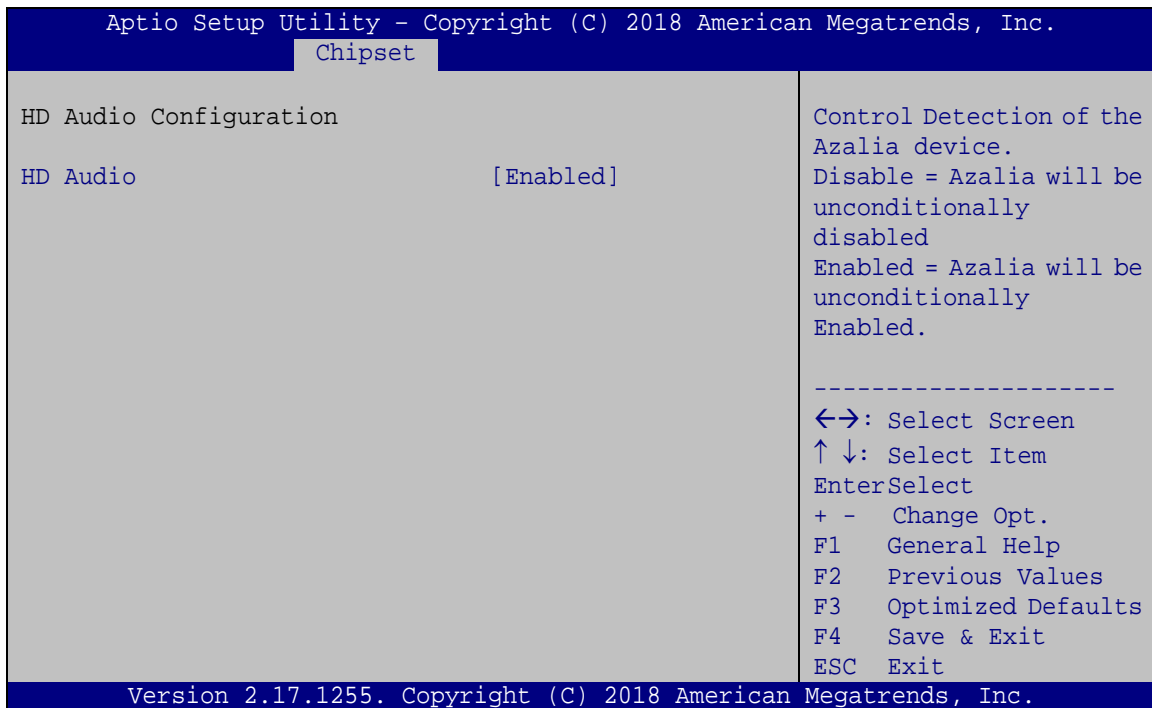 Aptio Setup Utility – Copyright (C) 2018 American Megatrends, Inc.
Chipset
HD Audio Configuration
HD Audio [Enabled]
Control Detection of the
Azalia device.
Disable = Azalia will be
unconditionally
disabled
Enabled = Azalia will be
unconditionally
Enabled.
---------------------
←→: Select Screen
↑ ↓: Select Item
EnterSelect
+ - Change Opt.
F1 General Help
F2 Previous Values
F3 Optimized Defaults
F4 Save & Exit
ESC Exit
Version 2.17.1255. Copyright (C) 2018 American Megatrends, Inc.